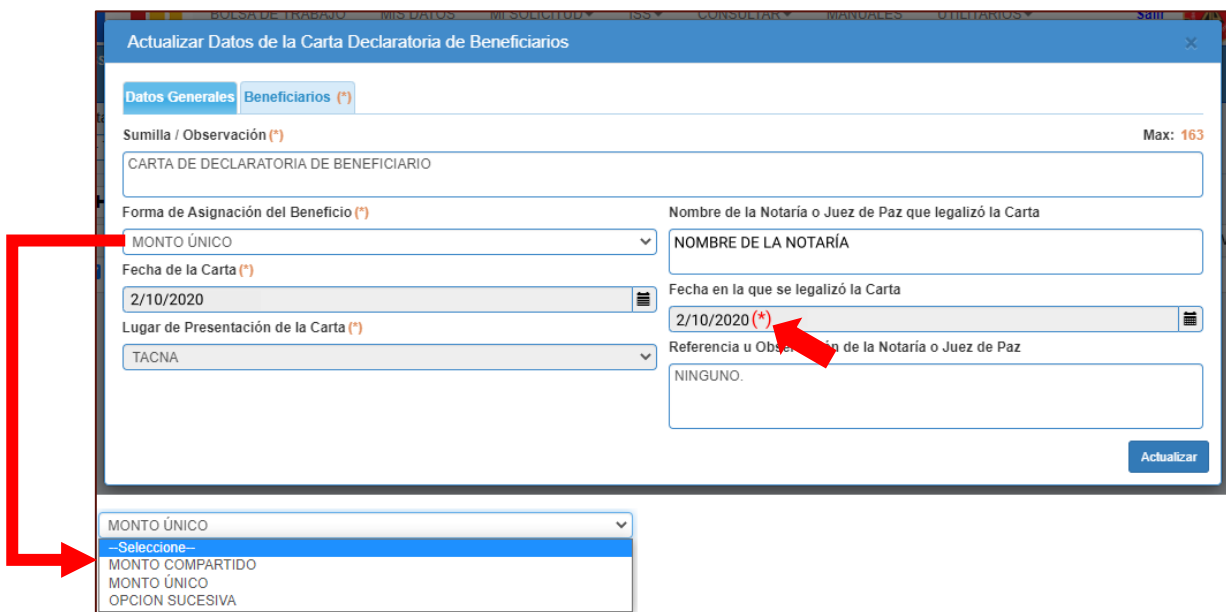 BOLSA DE TRABAJO MIS DATOS MI SOLICITUD ISS CONSULTAR MANUALES UTILITARIOS Salir
Actualizar Datos de la Carta Declaratoria de Beneficiarios ×
Datos Generales Beneficiarios (*)
Sumilla / Observación (*) Max: 163
CARTA DE DECLARATORIA DE BENEFICIARIO
Forma de Asignación del Beneficio (*)
MONTO ÚNICO
Fecha de la Carta (*)
2/10/2020
Lugar de Presentación de la Carta (*)
TACNA
Nombre de la Notaría o Juez de Paz que legalizó la Carta
NOMBRE DE LA NOTARÍA
Fecha en la que se legalizó la Carta
2/10/2020 (*)
Referencia u de la Notaría o Juez de Paz
NINGUNO.
Actualizar
MONTO ÚNICO
--Seleccione--
MONTO COMPARTIDO
MONTO ÚNICO
OPCION SUCESIVA